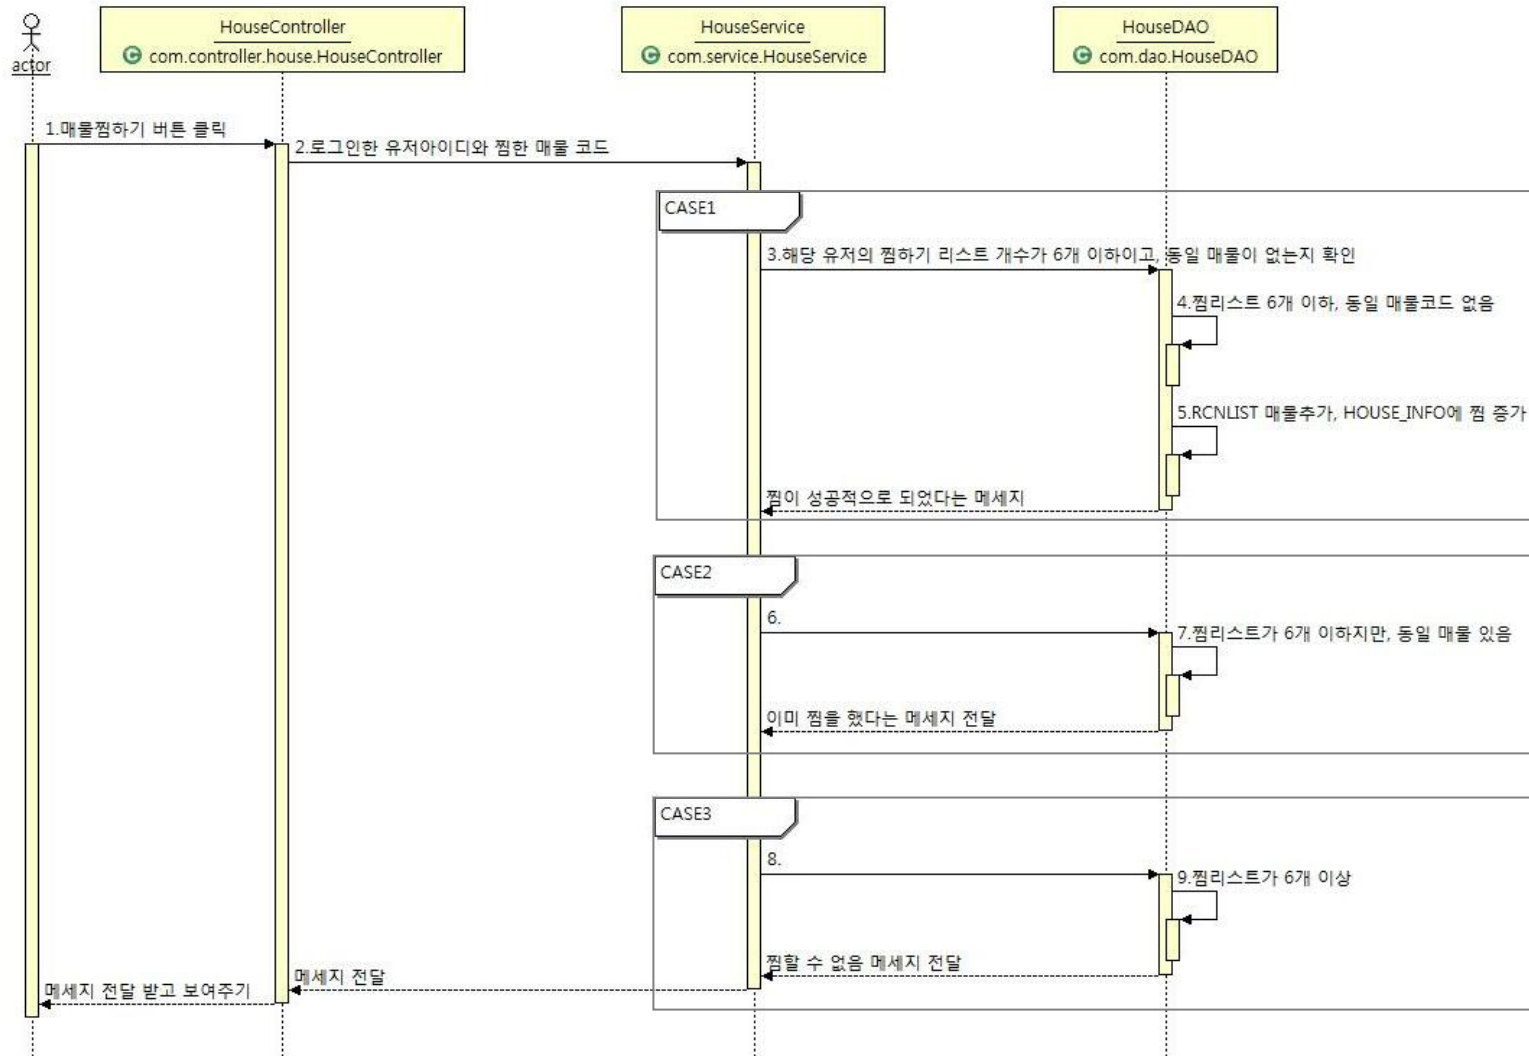 HouseController
com.controller.house.HouseController
HouseService
com.service.HouseService
HouseDAO
com.dao.HouseDAO
actor
1.매물찜하기 버튼 클릭
2.로그인한 유저아이디와 찜한 매물 코드
CASE1
3.해당 유저의 찜하기 리스트 개수가 6개 이하이고, 동일 매물이 없는지 확인
4.찜리스트 6개 이하, 동일 매물코드 없음
5.RCNLIST 매물추가, HOUSE_INFO에 찜 증가
찜이 성공적으로 되었다는 메세지
CASE2
6.
7.찜리스트가 6개 이하지만, 동일 매물 있음
이미 찜을 했다는 메세지 전달
CASE3
8.
9.찜리스트가 6개 이상
찜할 수 없음 메세지 전달
메세지 전달
메세지 전달 받고 보여주기